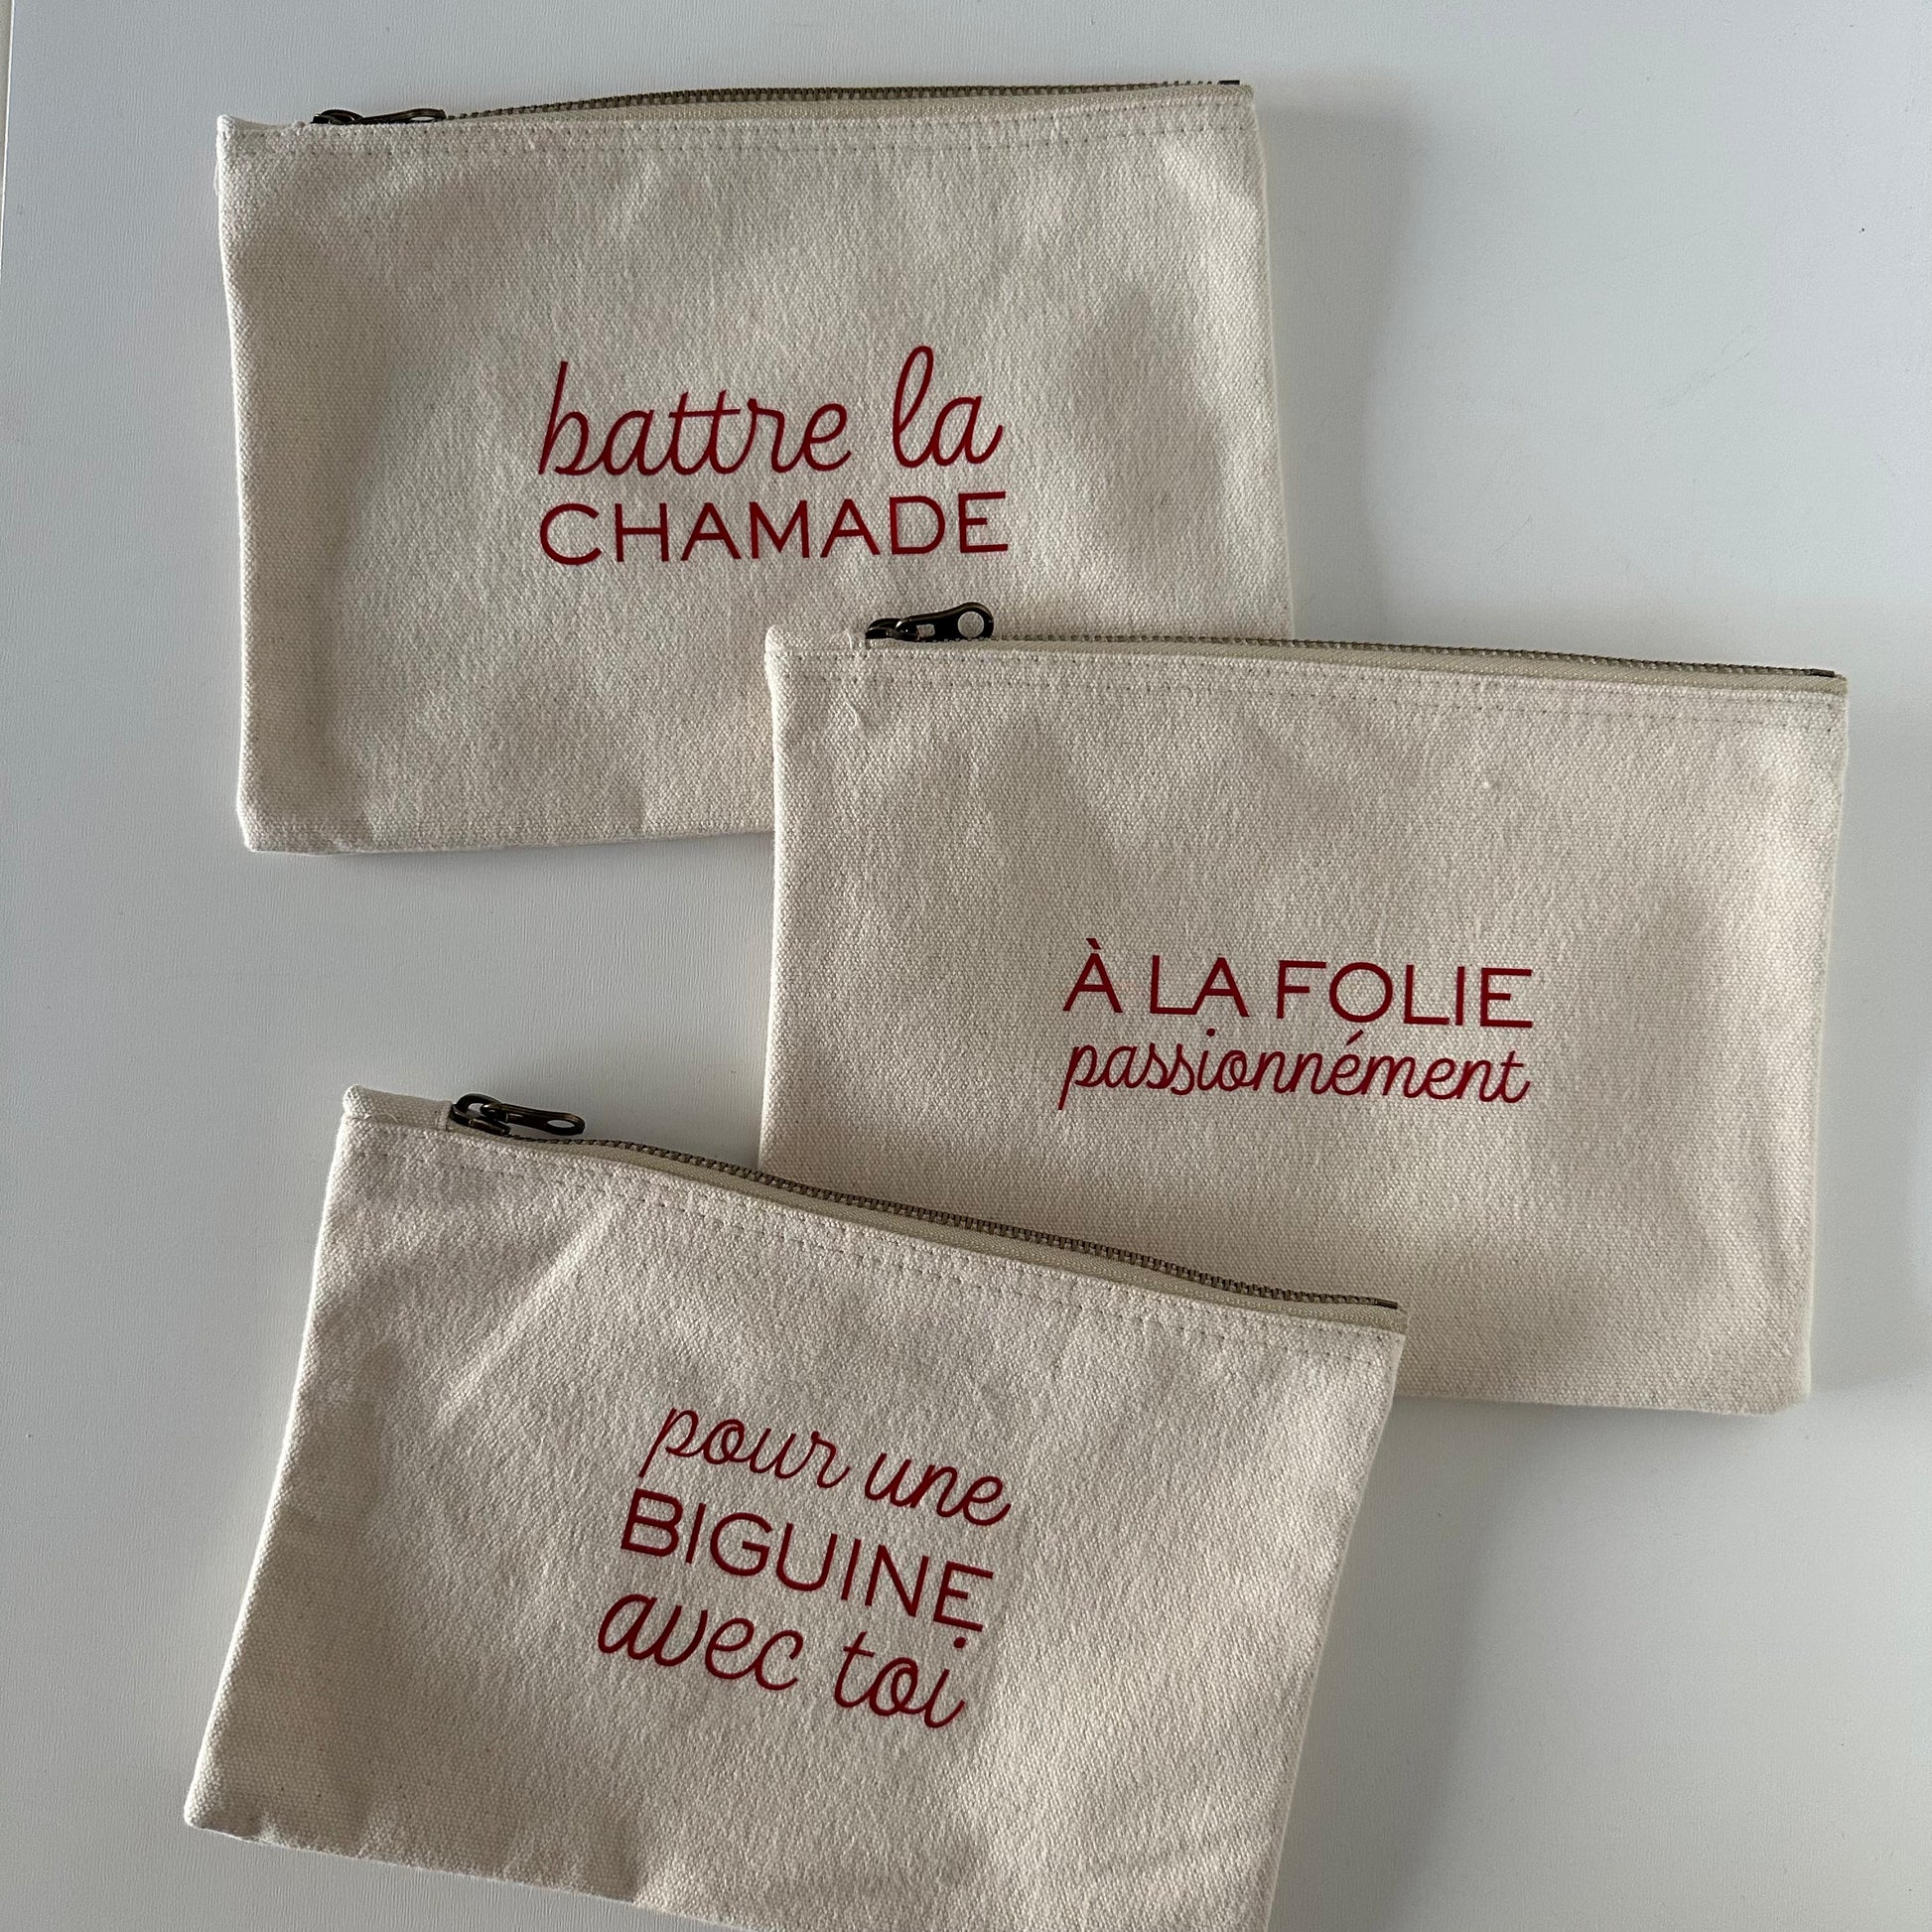 battre la
CHAMADE
À LA FOLIE
passionnément
pour une
BIGUINE
avec toi